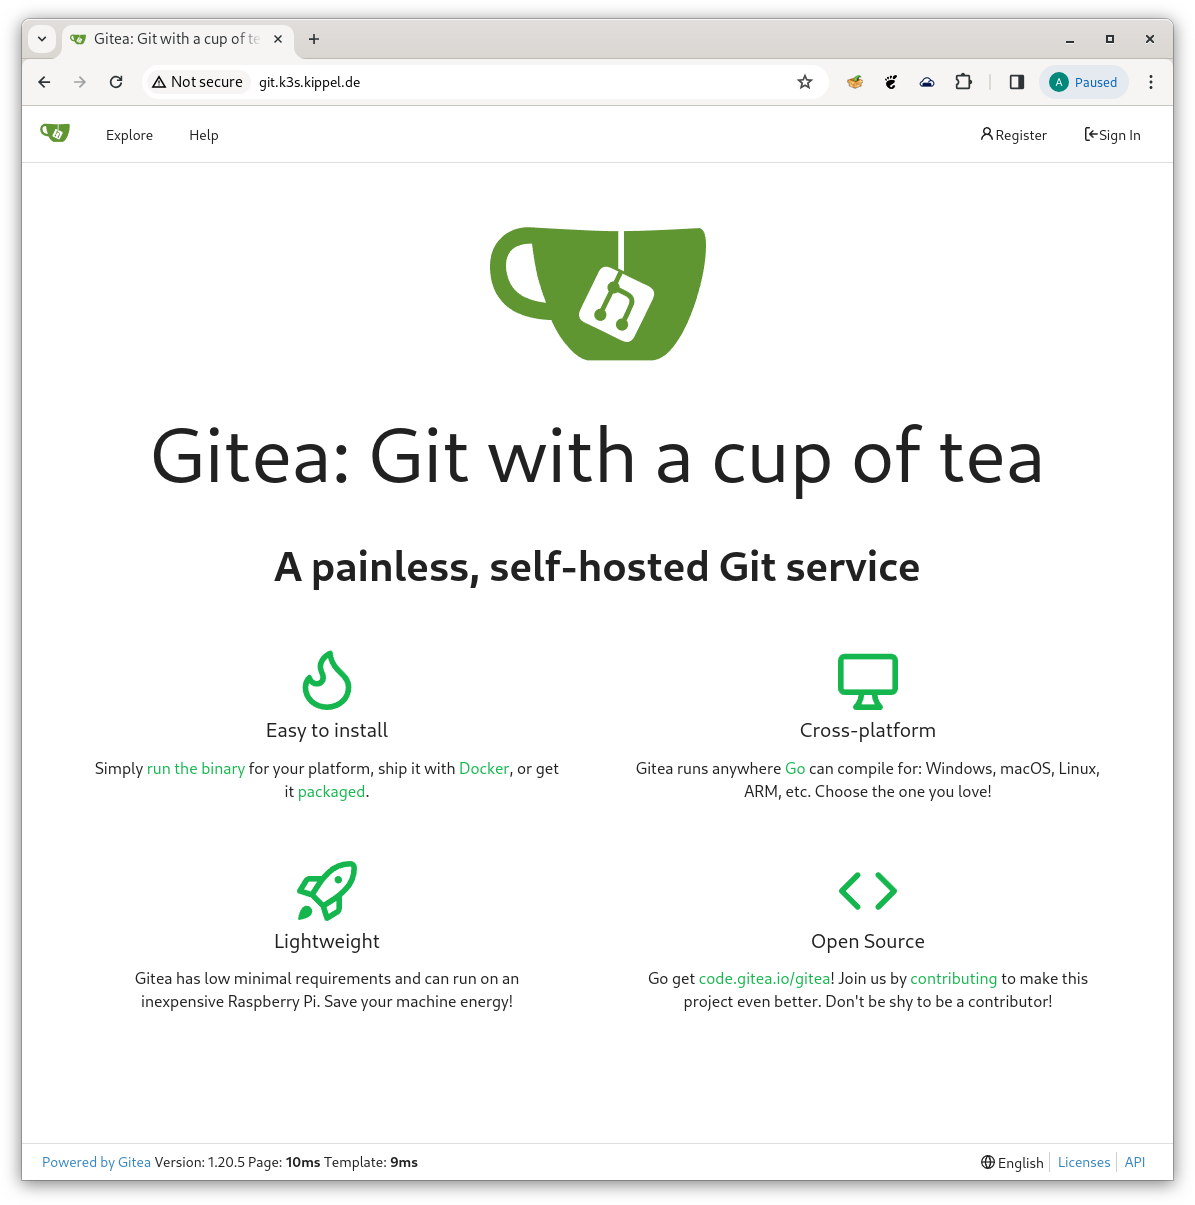 Gitea: Git with a cup of te
Not secure git.k3s.kippel.de A Paused
Explore Help Register Sign In
Gitea: Git with a cup of tea
A painless, self-hosted Git service
Easy to install
Simply run the binary for your platform, ship it with Docker, or get
it packaged.
Cross-platform
Gitea runs anywhere Go can compile for: Windows, macOS, Linux,
ARM, etc. Choose the one you love!
Lightweight
Gitea has low minimal requirements and can run on an
inexpensive Raspberry Pi. Save your machine energy!
Open Source
Go get code.gitea.io/gitea! Join us by contributing to make this
project even better. Don't be shy to be a contributor!
Powered by Gitea Version: 1.20.5 Page: 10ms Template: 9ms English Licenses API